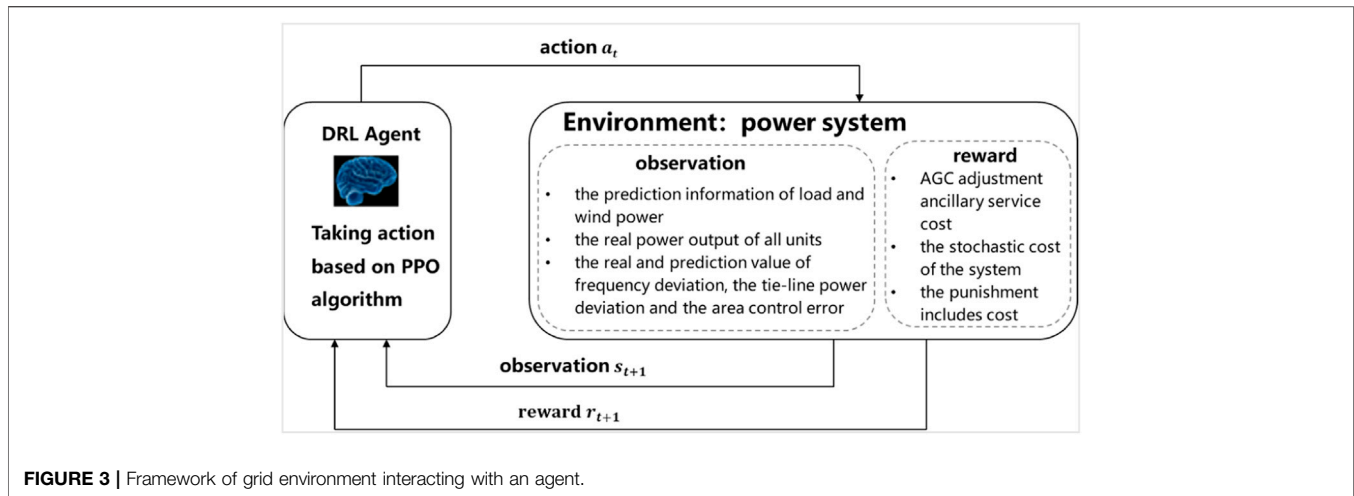 action aₜ
DRL Agent
Taking action
based on PPO
algorithm
Environment: power system
observation
• the prediction information of load and
wind power
• the real power output of all units
• the real and prediction value of
frequency deviation, the tie-line power
deviation and the area control error
reward
• AGC adjustment
ancillary service
cost
• the stochastic cost
of the system
• the punishment
includes cost
observation sₜ₊₁
reward rₜ₊₁
FIGURE 3 | Framework of grid environment interacting with an agent.